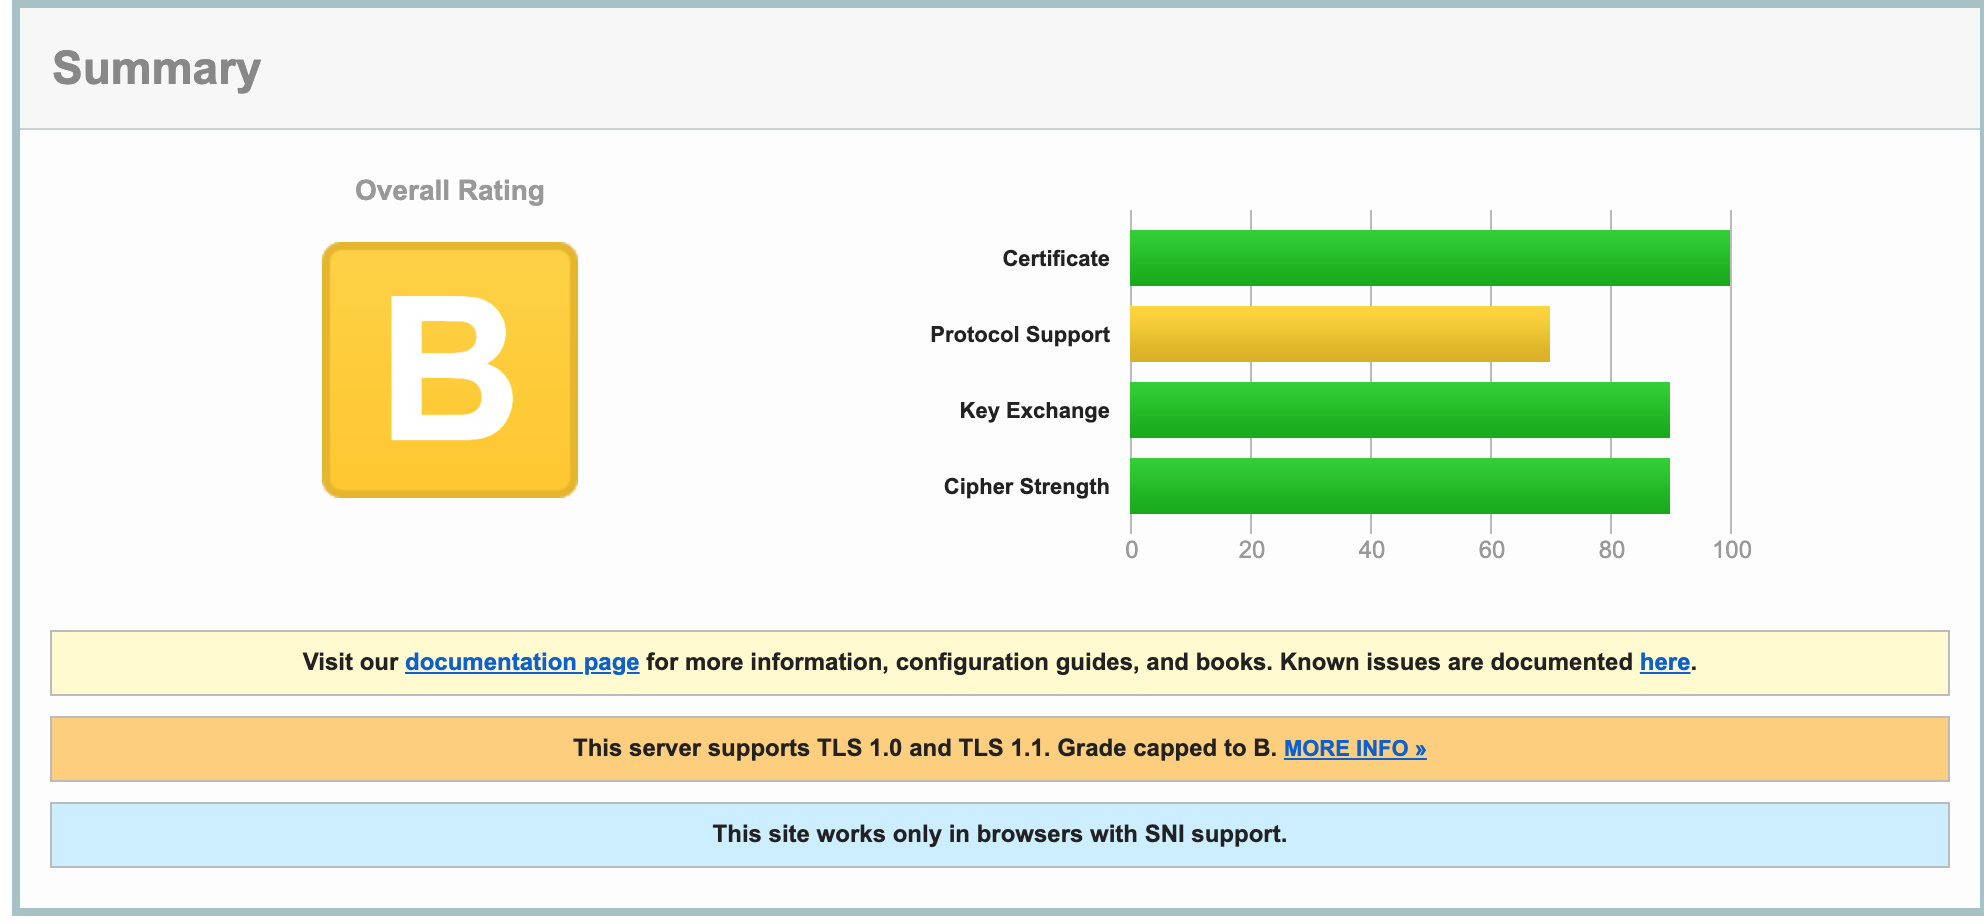 Summary
Overall Rating
B
Certificate
Protocol Support
Key Exchange
Cipher Strength
0 20 40 60 80 100
Visit our documentation page for more information, configuration guides, and books. Known issues are documented here.
This server supports TLS 1.0 and TLS 1.1. Grade capped to B. MORE INFO »
This site works only in browsers with SNI support.